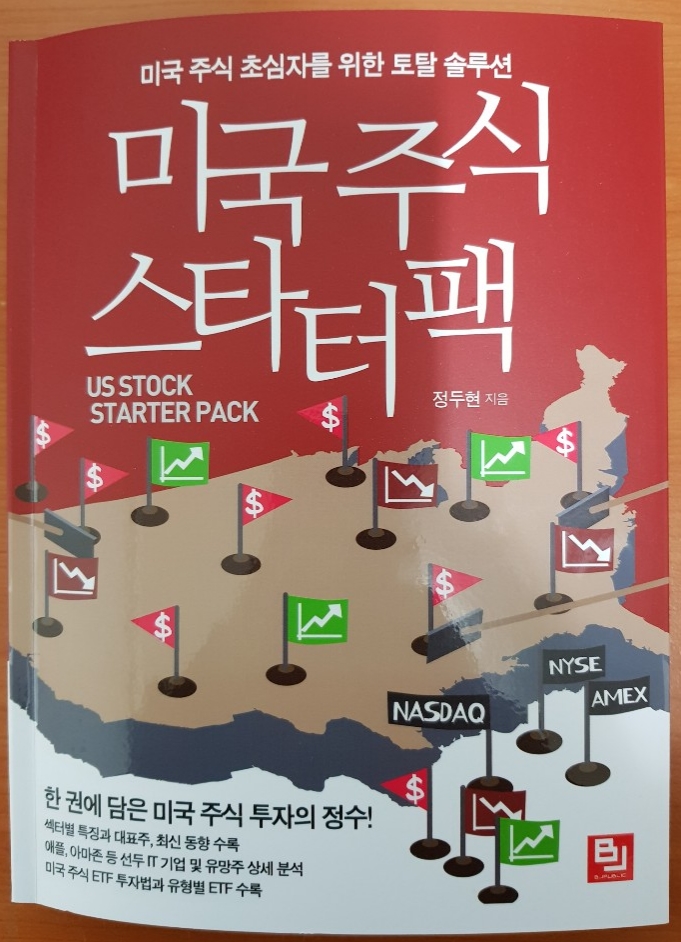 미국 주식 초심자를 위한 토탈 솔루션
미국 주식
스타터팩
US STOCK
STARTER PACK
정두현 지음
$
$
$
$
$
$
$
NYSE
AMEX
NASDAQ
$
한 권에 담은 미국 주식 투자의 정수!
섹터별 특징과 대표주, 최신 동향 수록
애플, 아마존 등 선두 IT 기업 및 유망주 상세 분석
미국 주식 ETF 투자법과 유형별 ETF 수록
BJ
BJPUBLIC